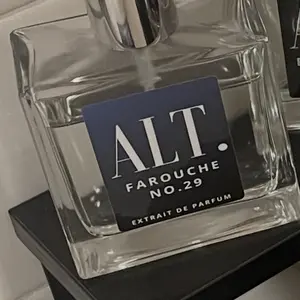 ALT.
FAROUCHE
NO.29
EXTRAIT DE PARFUM